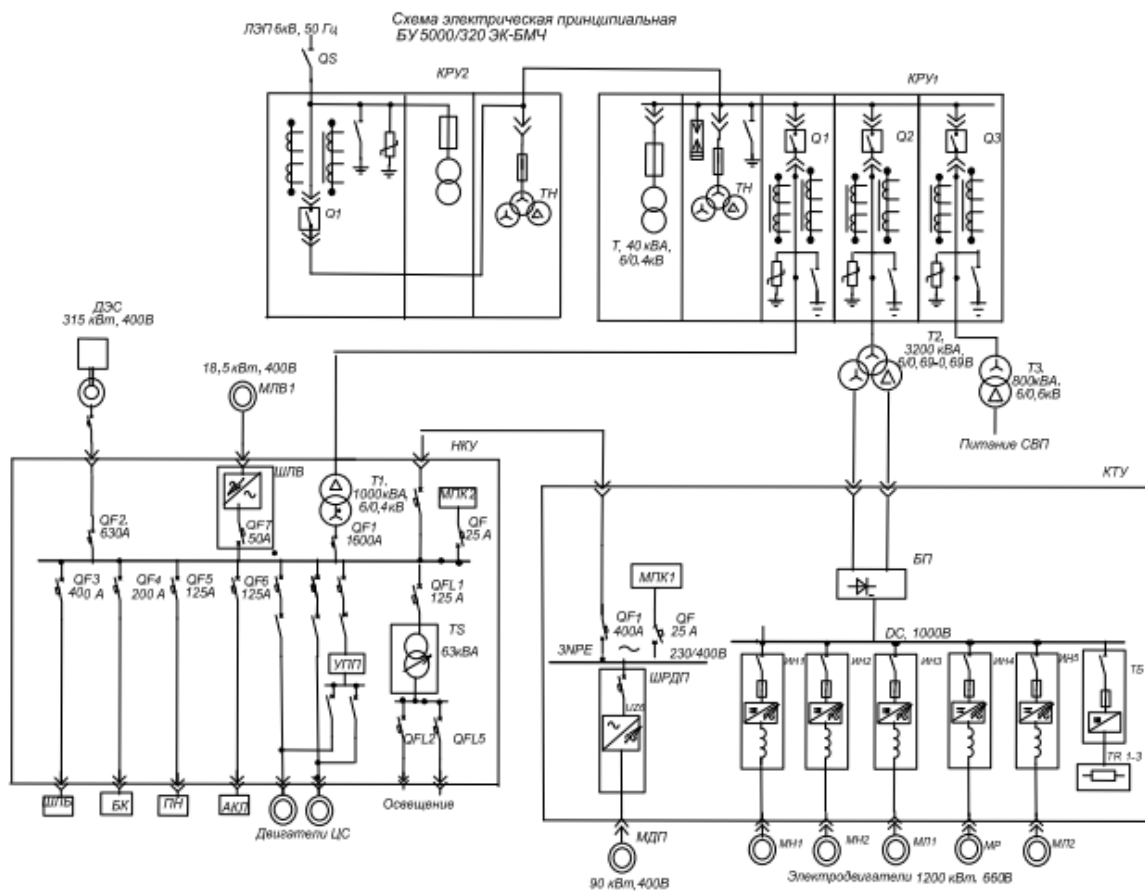 Схема электрическая принципиальная
БУ 5000/320 ЭК-БМЧ
ЛЭП 6кВ, 50 Гц
QS
КРУ2
КРУ1
Q1
Q2
Q3
ТН
ТН
Q1
Т, 40 кВА,
6/0.4кВ
ДЭС
315 кВт, 400В
18,5 кВт, 400В
МЛВ1
Т2,
3200 кВА,
6/0,69-0,69В
Т3,
800кВА,
6/0,6кВ
Питание СВП
НКУ
КТУ
ШЛВ
Т1,
1000кВА,
6/0,4кВ
МПК2
QF2,
630А
QF7
50А
QF1
1600А
QF
25 А
БП
QF3
400 А
QF4
200 А
QF5
125А
QF6
125А
QFL1
125 А
МПК1
QF1
400А
QF
25 А
TS
63кВА
3NPE
230/400В
DC, 1000В
УПП
ШРДП
ИН1
ИН2
ИН3
ИН4
ИН5
ТБ
UZ6
QFL2
QFL5
TR 1-3
ШЛБ
БК
ПН
АКЛ
Освещение
Двигатели ЦС
МДП
МН1
МН2
МЛ1
МР
МЛ2
90 кВт, 400В
Электродвигатели 1200 кВт. 660В